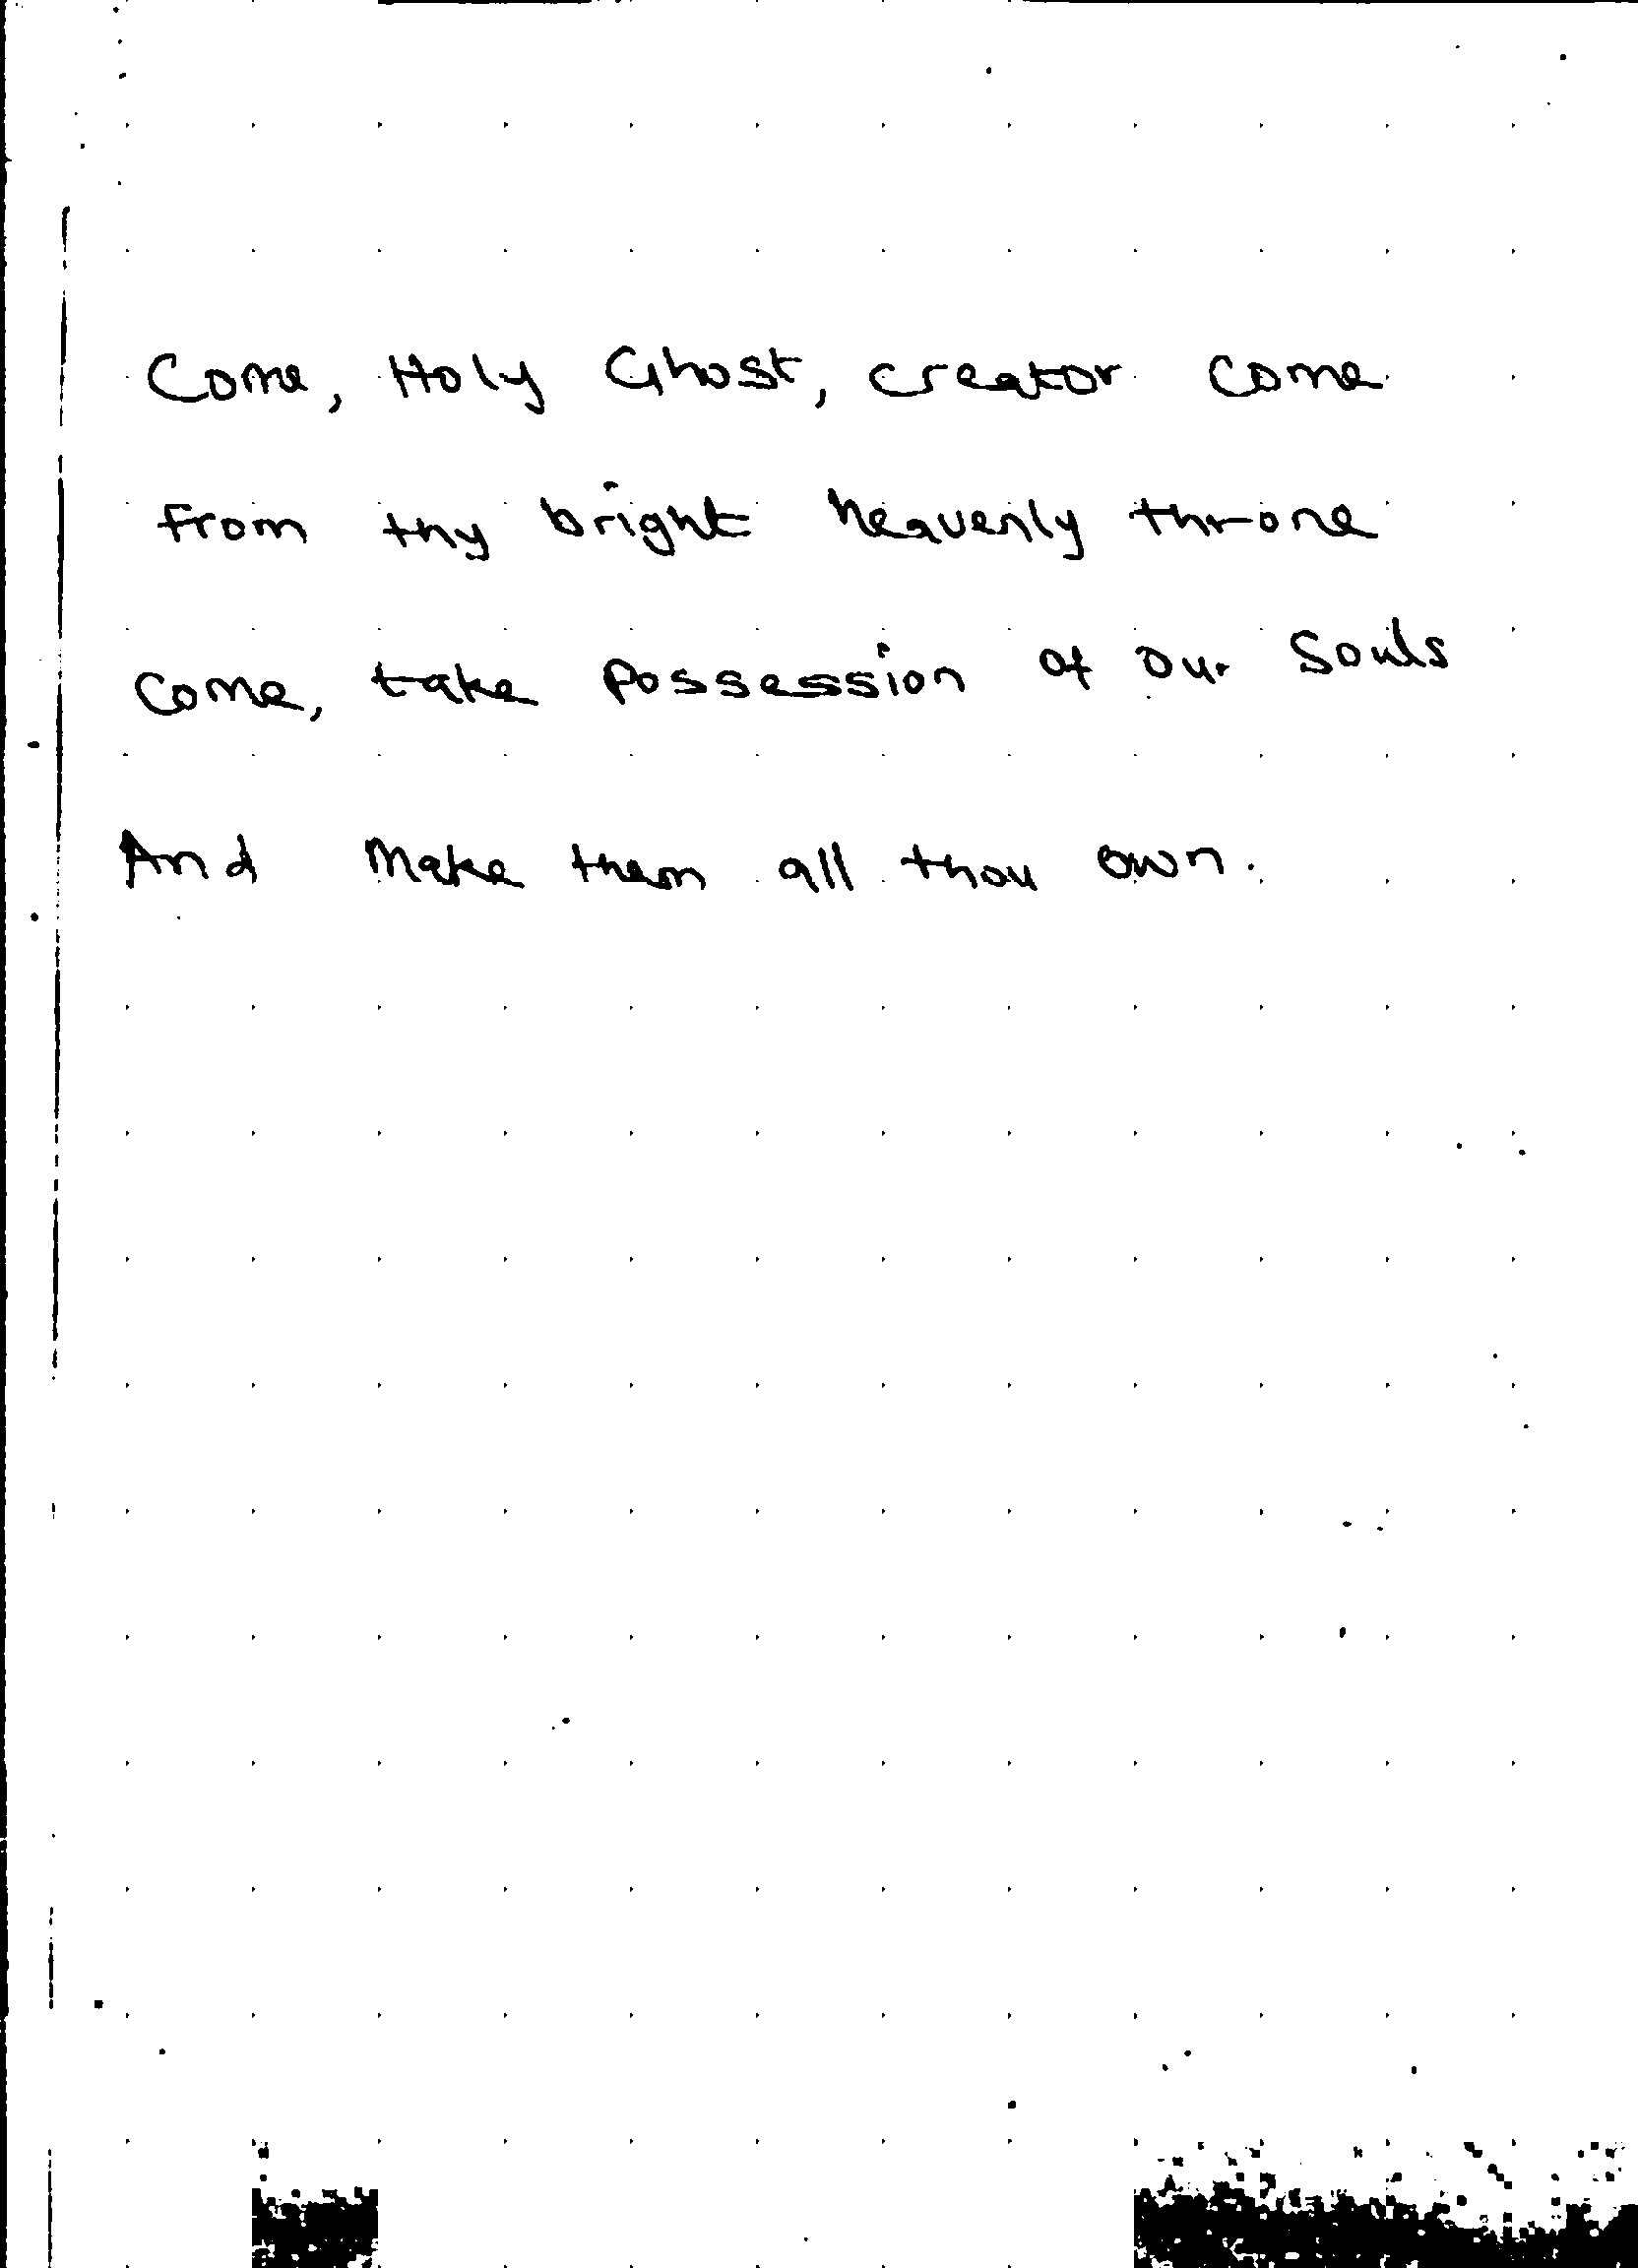 Come, Holy Ghost, creator come
from thy bright heavenly throne
Come, take Possession of our Souls
And Make them all thou own.